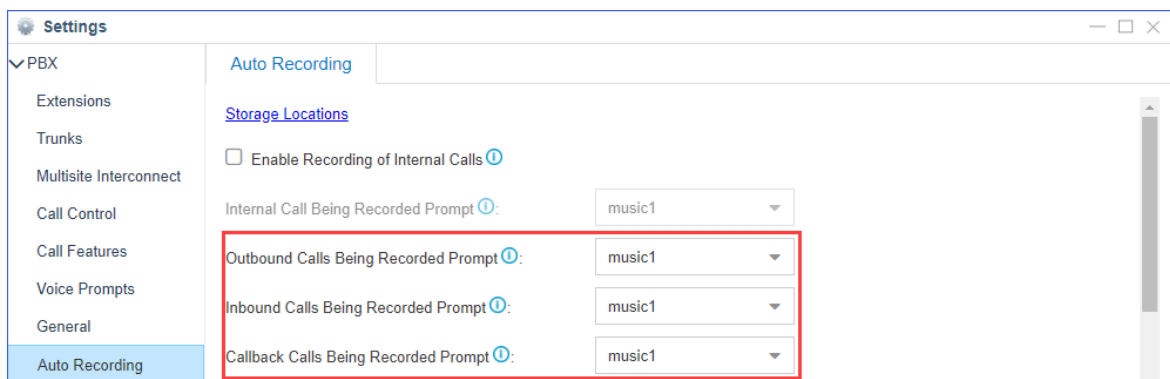 Settings
PBX
Auto Recording
Extensions
Storage Locations
Trunks
Enable Recording of Internal Calls
Multisite Interconnect
Internal Call Being Recorded Prompt : music1
Call Control
Call Features
Outbound Calls Being Recorded Prompt : music1
Voice Prompts
Inbound Calls Being Recorded Prompt : music1
General
Auto Recording
Callback Calls Being Recorded Prompt : music1